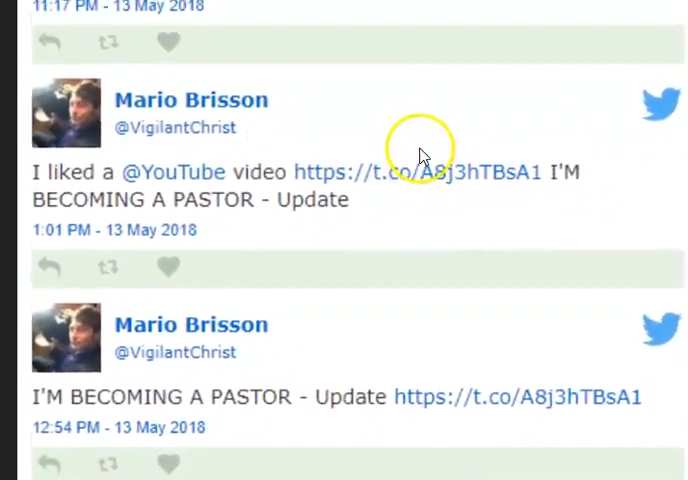 11:17 PM - 13 May 2018
Mario Brisson
@VigilantChrist
I liked a @YouTube video https://t.co/A8j3hTBsA1 I'M
BECOMING A PASTOR - Update
1:01 PM - 13 May 2018
Mario Brisson
@VigilantChrist
I'M BECOMING A PASTOR - Update https://t.co/A8j3hTBsA1
12:54 PM - 13 May 2018